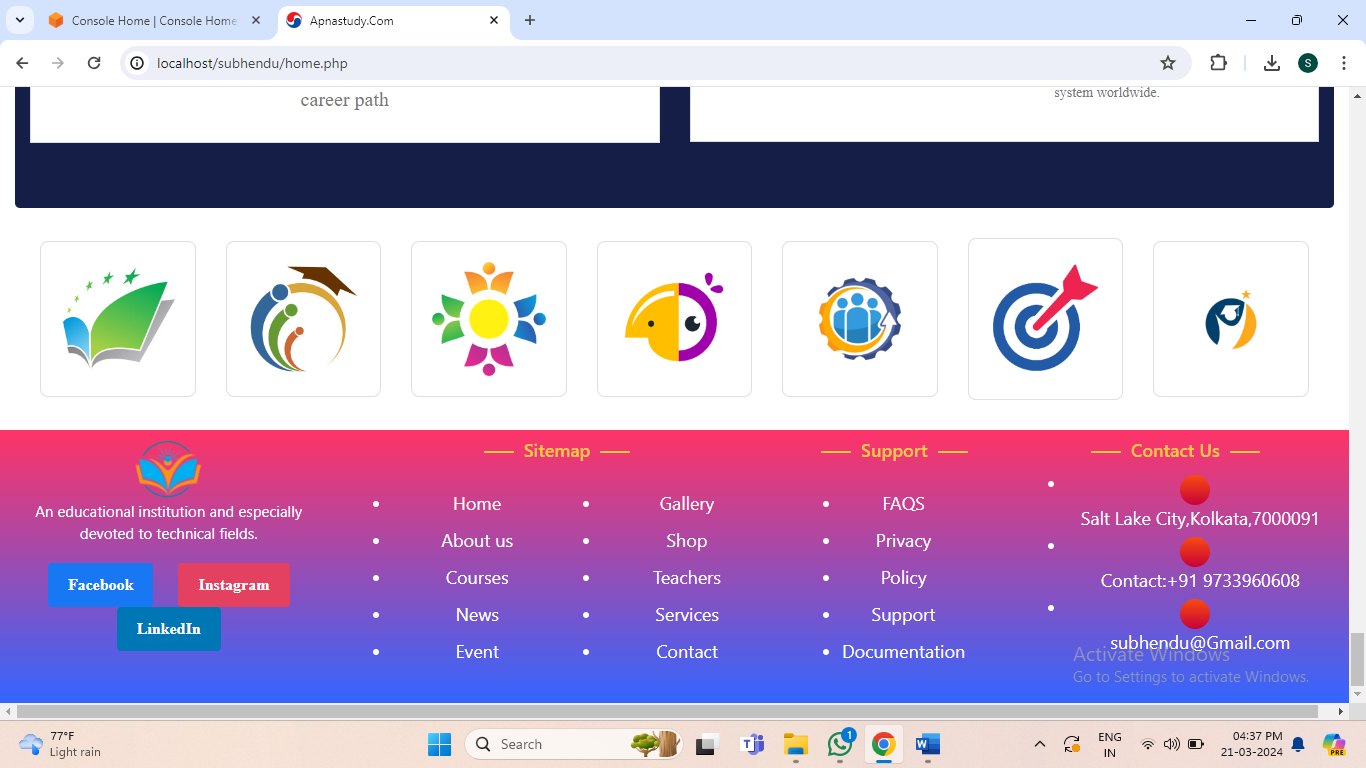 Console Home | Console Home
Apnastudy.Com
localhost/subhendu/home.php
S
career path
system worldwide.
An educational institution and especially
devoted to technical fields.
Facebook
Instagram
LinkedIn
Sitemap
Home
About us
Courses
News
Event
Gallery
Shop
Teachers
Services
Contact
Support
FAQS
Privacy
Policy
Support
Documentation
Contact Us
Salt Lake City,Kolkata,7000091
Contact:+91 9733960608
subhendu@Gmail.com
Activate Windows
Go to Settings to activate Windows.
77°F
Light rain
Search
1
ENG
IN
04:37 PM
21-03-2024
PRE